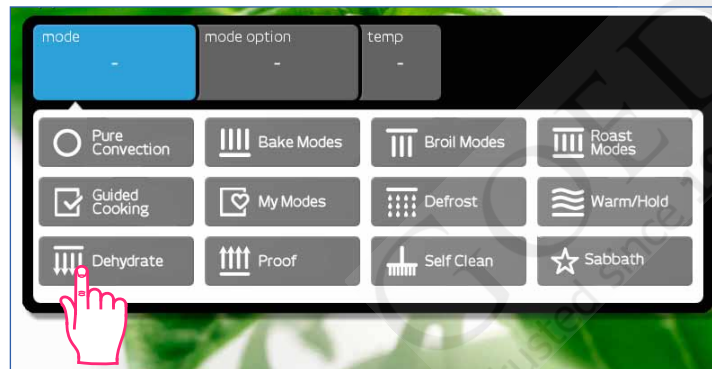 mode
-
mode option
-
temp
-
Pure
Convection
Bake Modes
Broil Modes
Roast
Modes
Guided
Cooking
My Modes
Defrost
Warm/Hold
Dehydrate
Proof
Self Clean
Sabbath